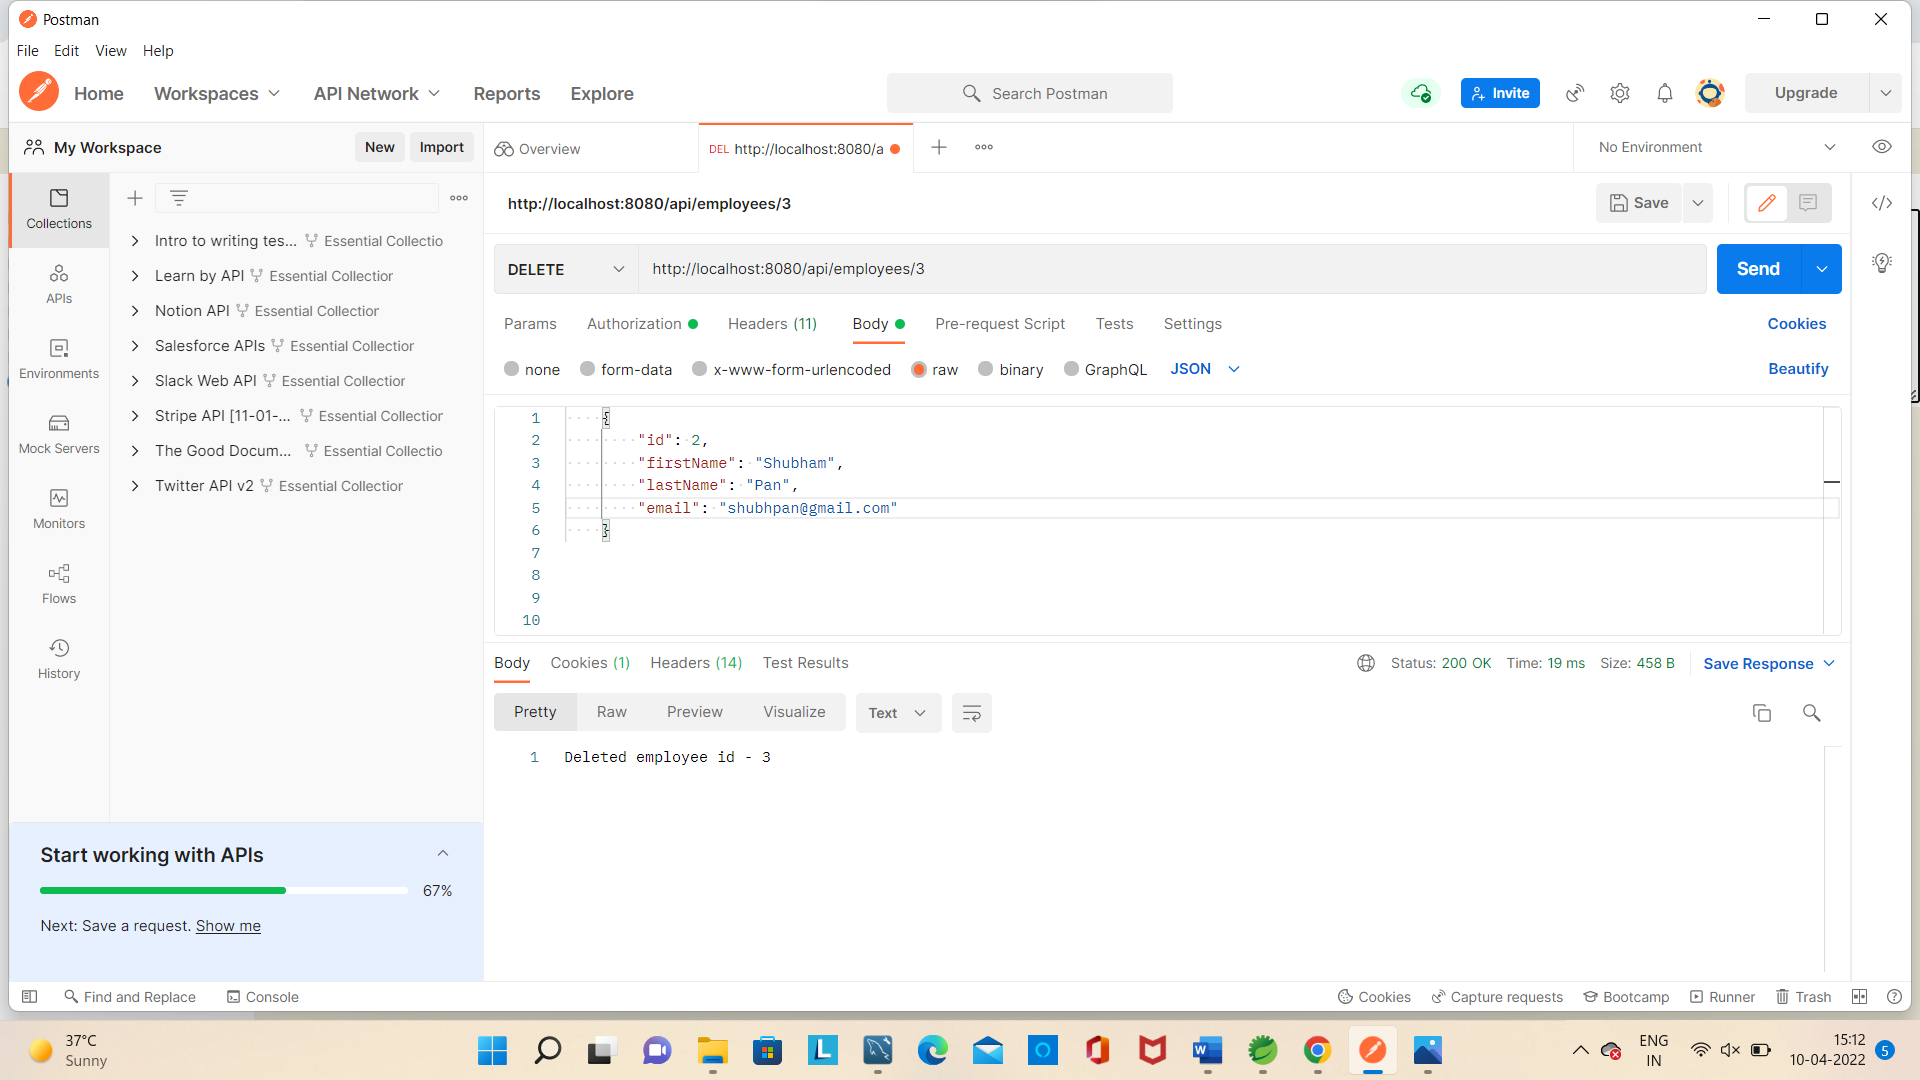 Postman
File Edit View Help
Home Workspaces API Network Reports Explore Search Postman Invite Upgrade
My Workspace New Import Overview DEL http://localhost:8080/a No Environment
http://localhost:8080/api/employees/3 Save
DELETE http://localhost:8080/api/employees/3 Send
Params Authorization Headers (11) Body Pre-request Script Tests Settings Cookies
none form-data x-www-form-urlencoded raw binary GraphQL JSON Beautify
Collections
APIs
Environments
Mock Servers
Monitors
Flows
History
Intro to writing tes... Essential Collectio
Learn by API Essential Collection
Notion API Essential Collection
Salesforce APIs Essential Collection
Slack Web API Essential Collection
Stripe API [11-01-... Essential Collection
The Good Docum... Essential Collectio
Twitter API v2 Essential Collection
1 {
2 "id": 2,
3 "firstName": "Shubham",
4 "lastName": "Pan",
5 "email": "shubhpan@gmail.com"
6 }
7
8
9
10
Body Cookies (1) Headers (14) Test Results Status: 200 OK Time: 19 ms Size: 458 B Save Response
Pretty Raw Preview Visualize Text
1 Deleted employee id - 3
Start working with APIs
67%
Next: Save a request. Show me
Find and Replace Console Cookies Capture requests Bootcamp Runner Trash
37°C
Sunny
ENG
IN
15:12
10-04-2022
5